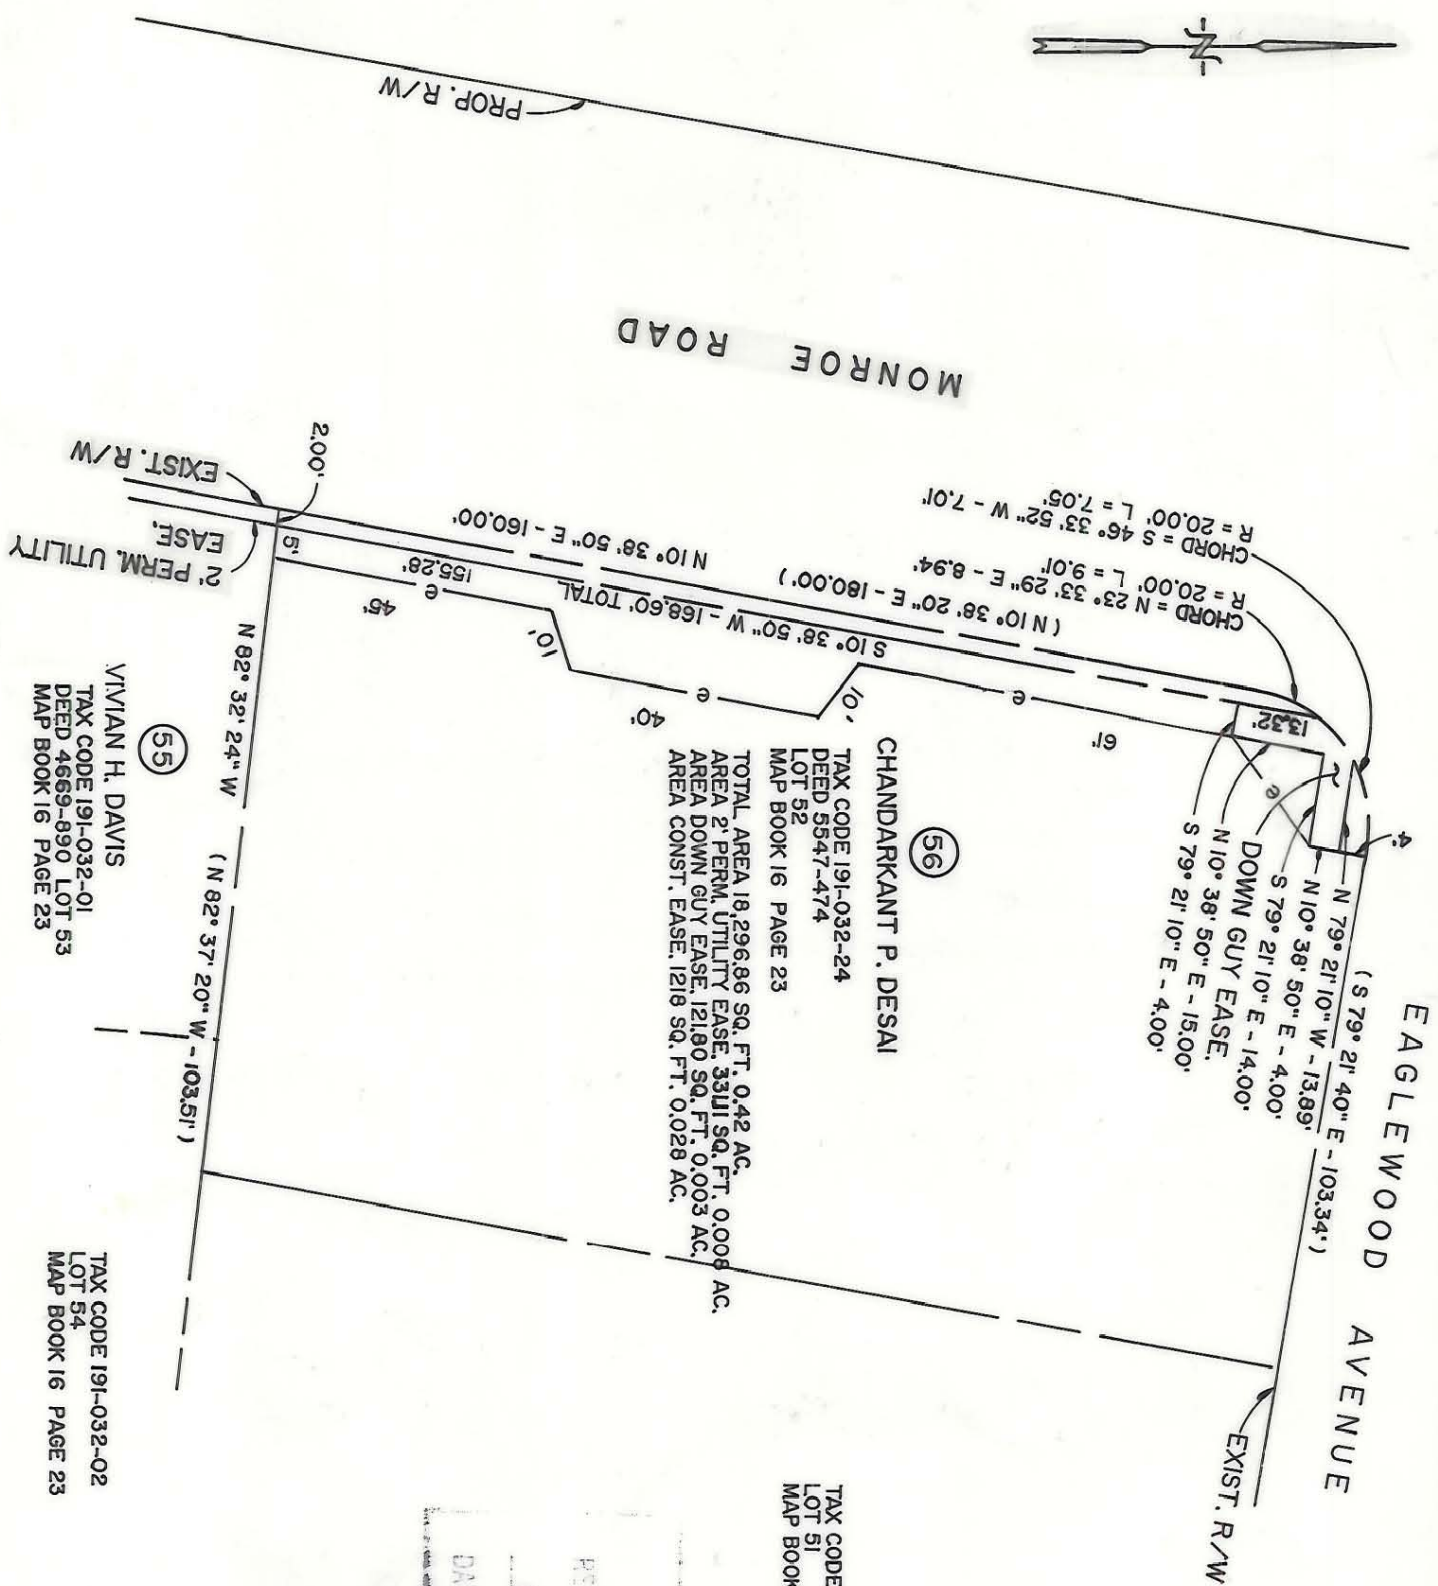 N
PROP. R/W
MONROE ROAD
EAGLEWOOD AVENUE
EXIST. R/W
2' PERM. UTILITY
EASE.
2.00'
5'
CHORD = S 46° 33' 52" W - 7.01'
R = 20.00' L = 7.05'
CHORD = N 23° 33' 29" E - 8.94'
R = 20.00' L = 9.01'
(N 10° 38' 20" E - 180.00')
N 10° 38' 50" E - 160.00'
S 10° 38' 50" W - 168.60' TOTAL
155.28'
e
45'
10'
e
40'
10'
e
61'
13.32'
e
4'
(S 79° 21' 40" E - 103.34')
N 79° 21' 10" W - 13.89'
N 10° 38' 50" E - 4.00'
S 79° 21' 10" E - 14.00'
DOWN GUY EASE.
N 10° 38' 50" E - 15.00'
S 79° 21' 10" E - 4.00'
56
CHANDARKANT P. DESAI
TAX CODE 191-032-24
DEED 5547-474
LOT 52
MAP BOOK 16 PAGE 23
TOTAL AREA 18,296.86 SQ. FT. 0.42 AC.
AREA 2' PERM. UTILITY EASE. 331.11 SQ. FT. 0.008 AC.
AREA DOWN GUY EASE. 121.80 SQ. FT. 0.003 AC.
AREA CONST. EASE. 1218 SQ. FT. 0.028 AC.
N 82° 32' 24" W
(N 82° 37' 20" W - 103.51')
55
VIVIAN H. DAVIS
TAX CODE 191-032-01
DEED 4669-890 LOT 53
MAP BOOK 16 PAGE 23
TAX CODE 191-032-02
LOT 54
MAP BOOK 16 PAGE 23
TAX CODE
LOT 51
MAP BOOK
EXIST. R/W
DA